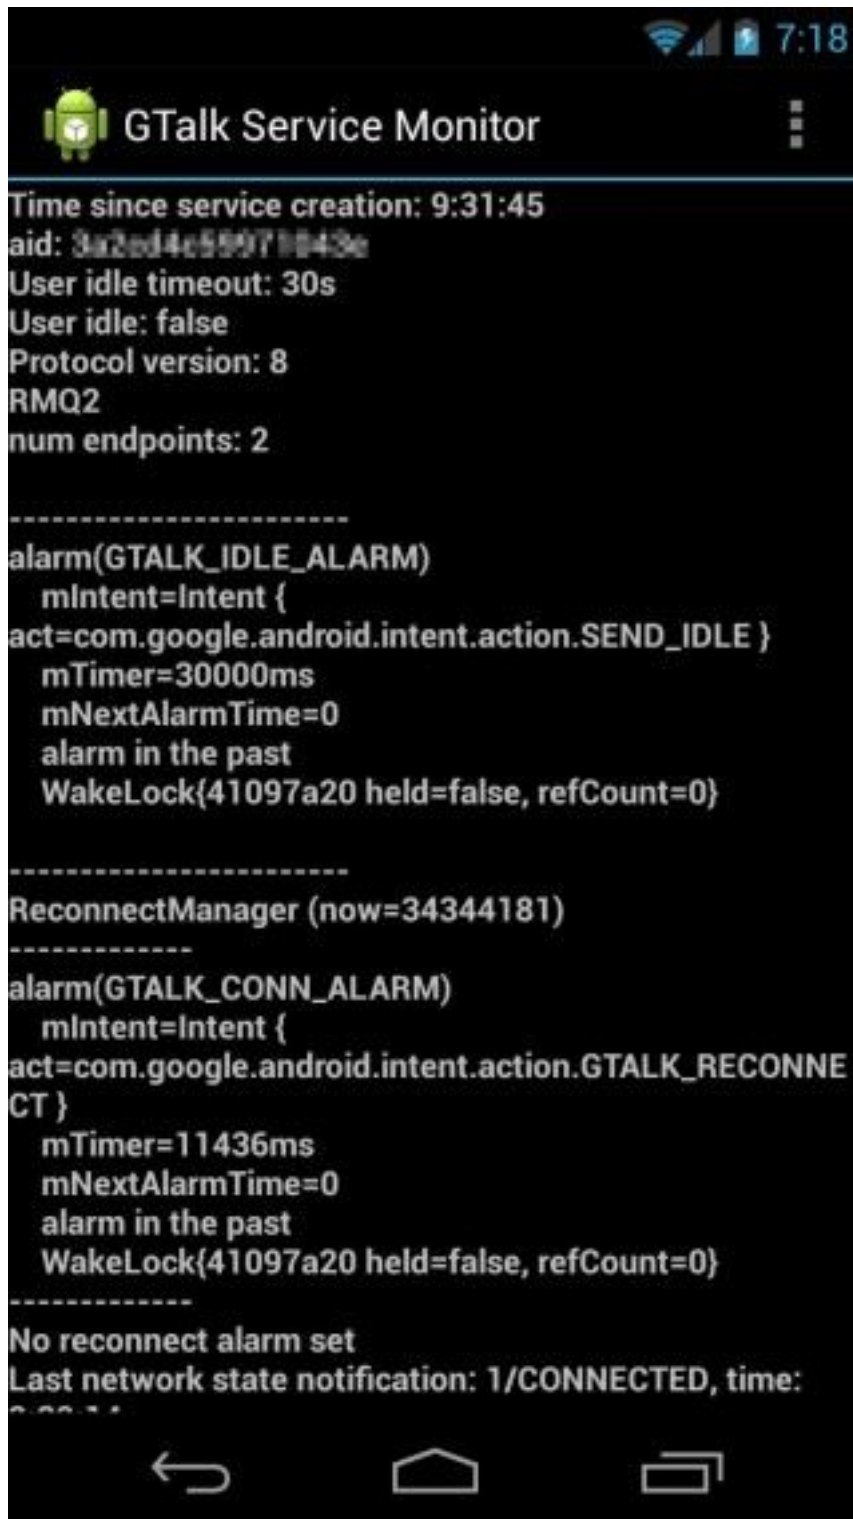 7:18
GTalk Service Monitor
Time since service creation: 9:31:45
aid:
User idle timeout: 30s
User idle: false
Protocol version: 8
RMQ2
num endpoints: 2
------------------------
alarm(GTALK_IDLE_ALARM)
mIntent=Intent {
act=com.google.android.intent.action.SEND_IDLE }
mTimer=30000ms
mNextAlarmTime=0
alarm in the past
WakeLock{41097a20 held=false, refCount=0}
------------------------
ReconnectManager (now=34344181)
-------------
alarm(GTALK_CONN_ALARM)
mIntent=Intent {
act=com.google.android.intent.action.GTALK_RECONNE
CT }
mTimer=11436ms
mNextAlarmTime=0
alarm in the past
WakeLock{41097a20 held=false, refCount=0}
-------------
No reconnect alarm set
Last network state notification: 1/CONNECTED, time: